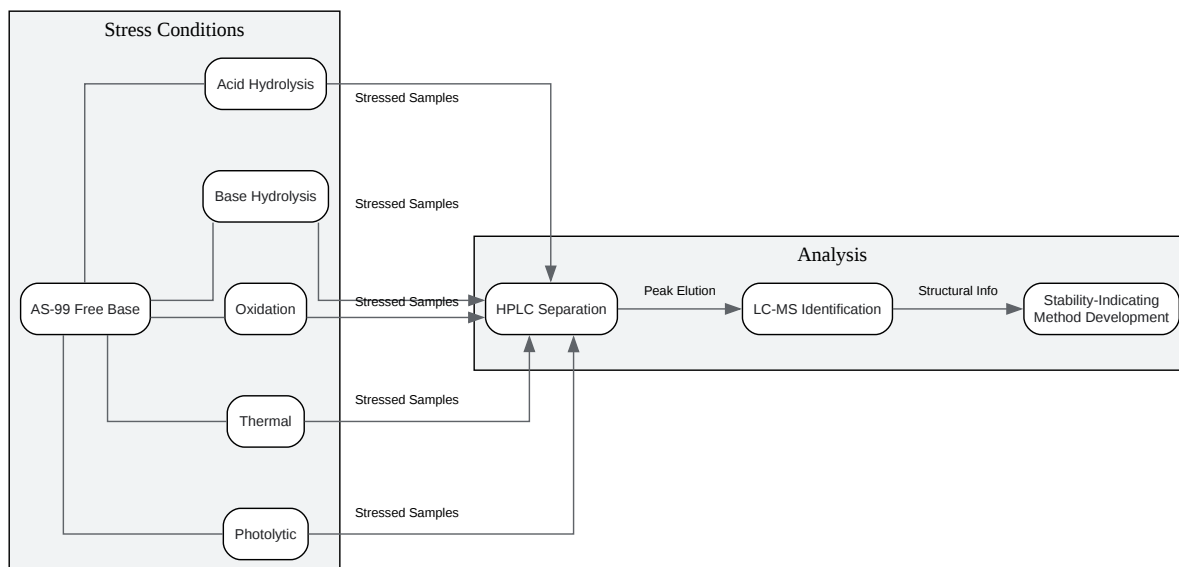 Stress Conditions
Acid Hydrolysis
Stressed Samples
Base Hydrolysis
Stressed Samples
Analysis
AS-99 Free Base
Oxidation
Stressed Samples
HPLC Separation
Peak Elution
LC-MS Identification
Structural Info
Stability-Indicating
Method Development
Thermal
Stressed Samples
Photolytic
Stressed Samples